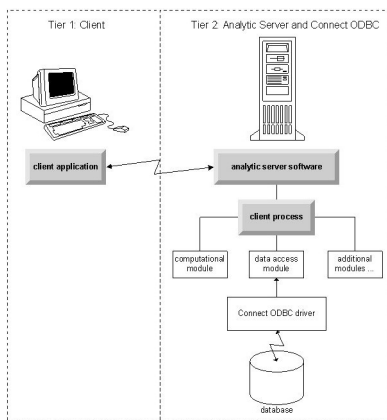 Tier 1: Client
Tier 2: Analytic Server and Connect ODBC
client application
analytic server software
client process
computational
module
data access
module
additional
modules ...
Connect ODBC driver
database